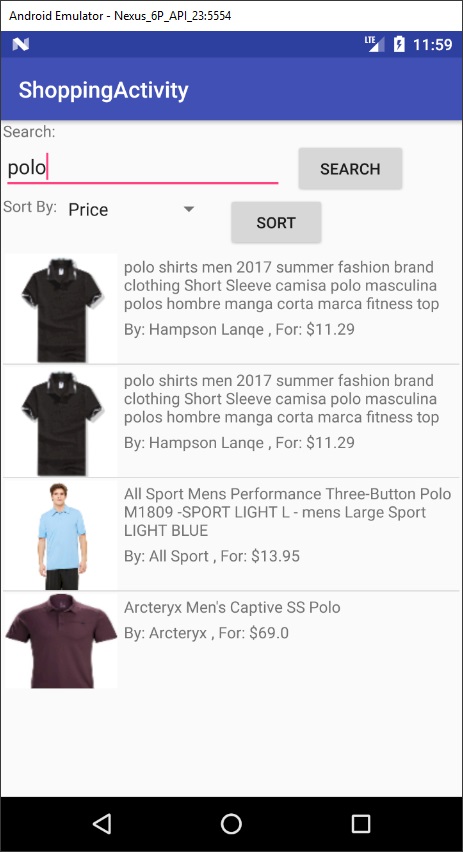 Android Emulator - Nexus_6P_API_23:5554
LTE 11:59
ShoppingActivity
Search:
polo SEARCH
Sort By: Price SORT
polo shirts men 2017 summer fashion brand
clothing Short Sleeve camisa polo masculina
polos hombre manga corta marca fitness top
By: Hampson Lanqe , For: $11.29
polo shirts men 2017 summer fashion brand
clothing Short Sleeve camisa polo masculina
polos hombre manga corta marca fitness top
By: Hampson Lanqe , For: $11.29
All Sport Mens Performance Three-Button Polo
M1809 -SPORT LIGHT L - mens Large Sport
LIGHT BLUE
By: All Sport , For: $13.95
Arcteryx Men's Captive SS Polo
By: Arcteryx , For: $69.0